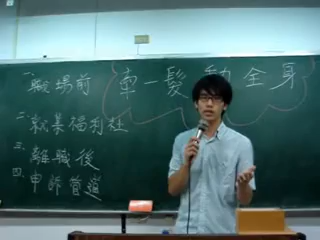 一、職場前
牽一髮動全身
二、就業福利社
三、離職後
四、申訴管道